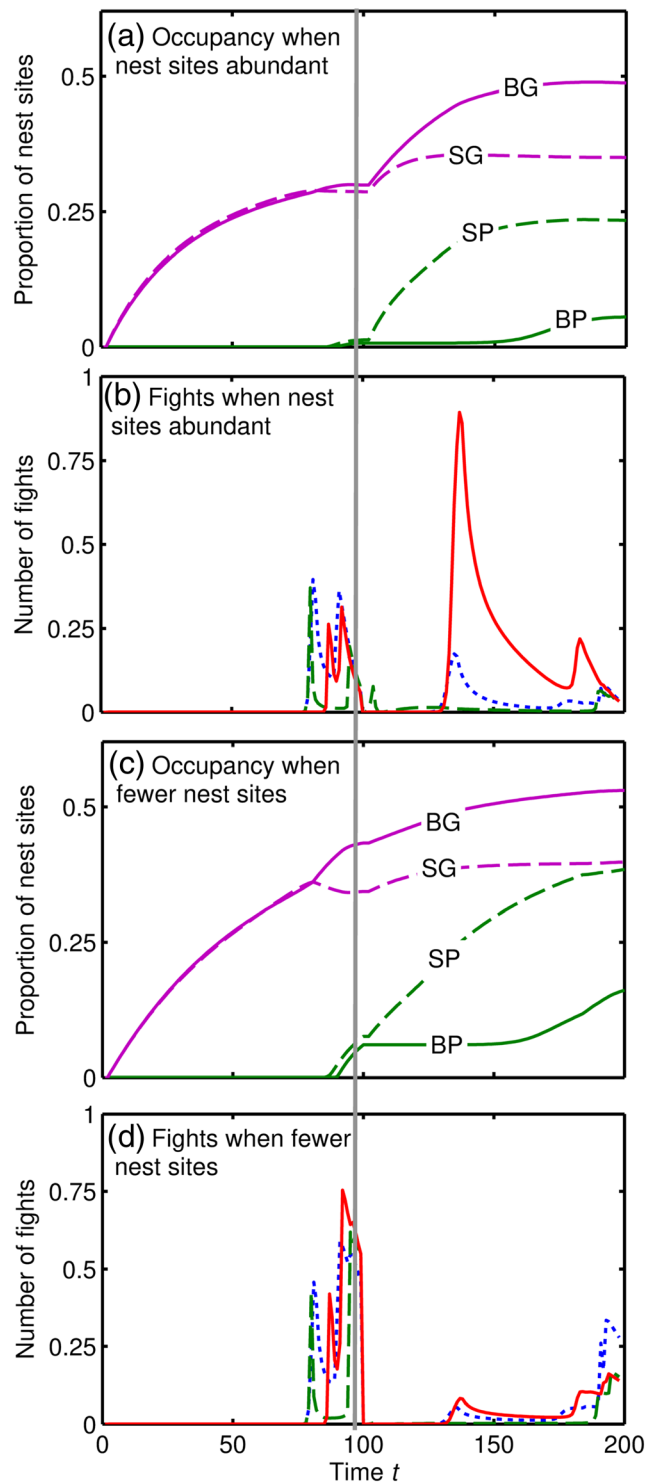 (a) Occupancy when
nest sites abundant
Proportion of nest sites
0.5
0.25
0
BG
SG
SP
BP
(b) Fights when nest
sites abundant
Number of fights
1
0.75
0.5
0.25
0
(c) Occupancy when
fewer nest sites
Proportion of nest sites
0.5
0.25
0
BG
SG
SP
BP
(d) Fights when fewer
nest sites
Number of fights
1
0.75
0.5
0.25
0
0 50 100 150 200
Time t